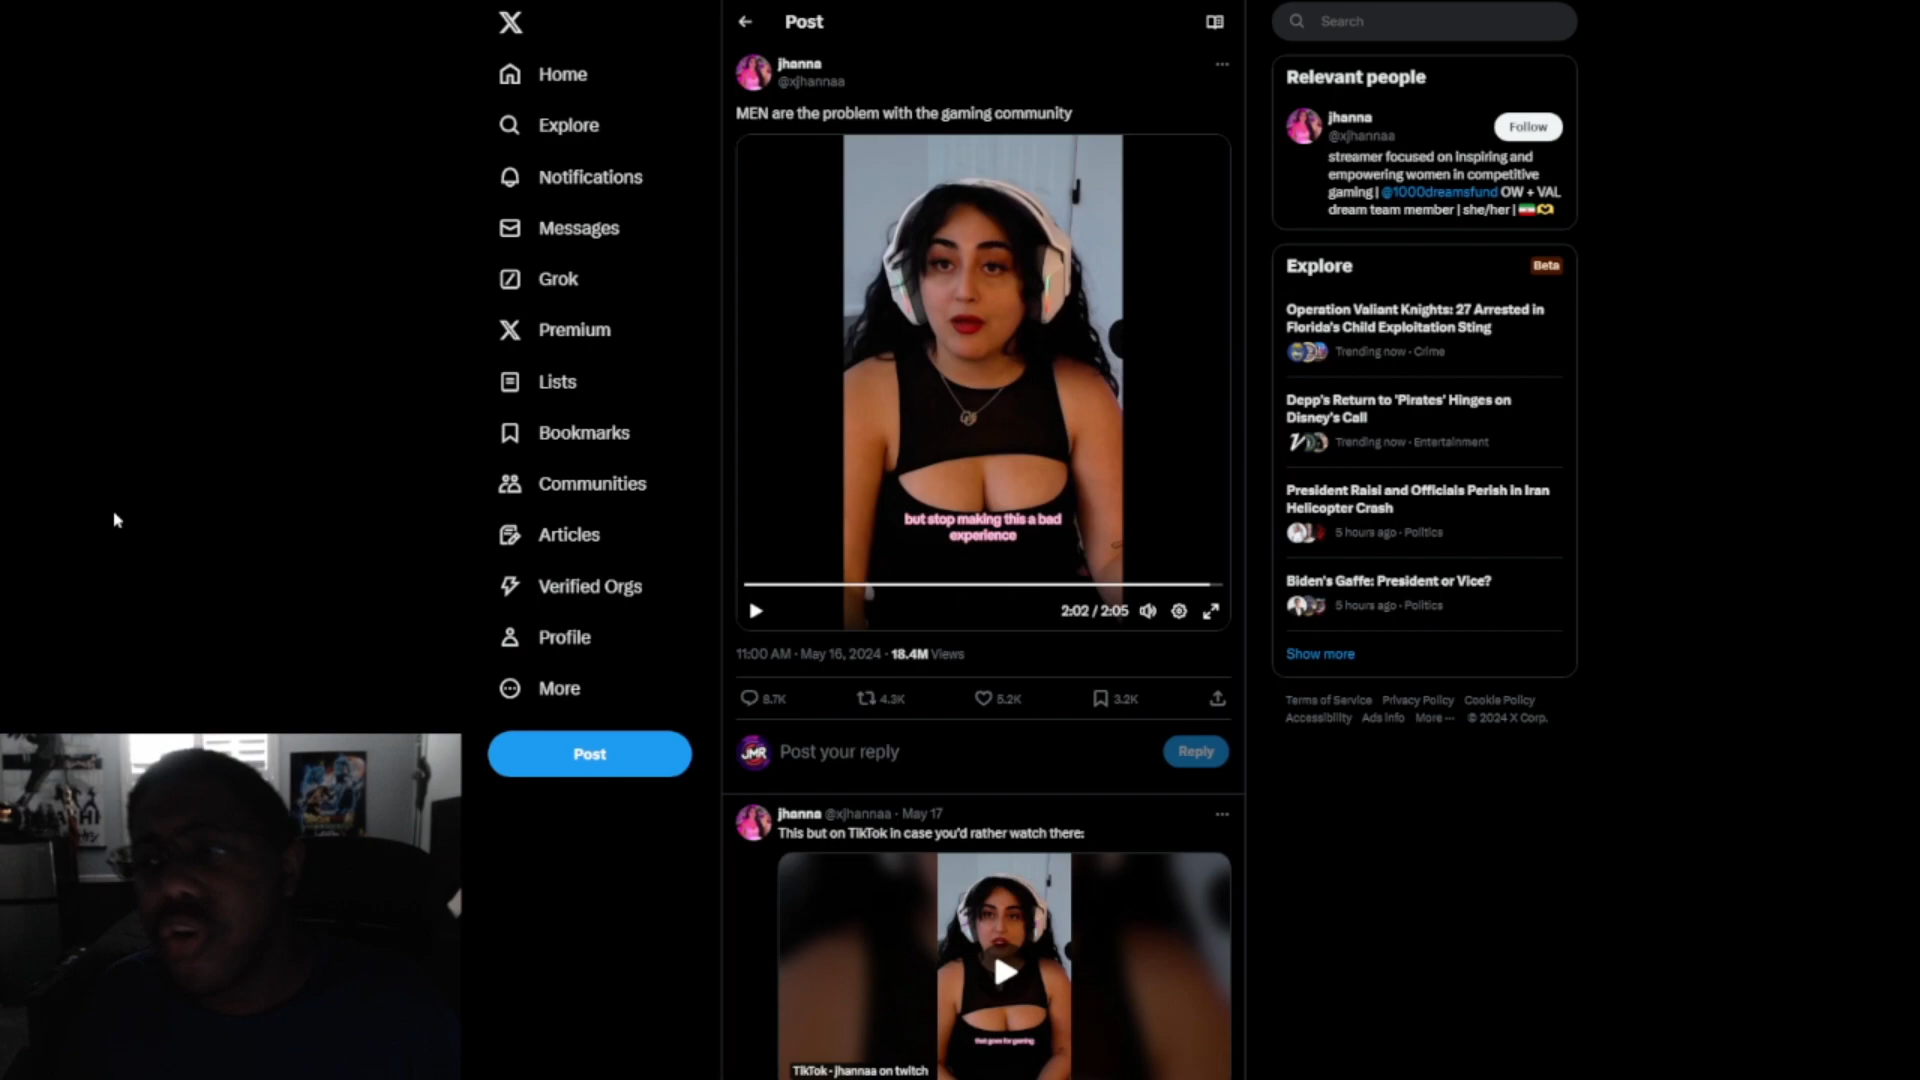 Home
Explore
Notifications
Messages
Grok
Premium
Lists
Bookmarks
Communities
Articles
Verified Orgs
Profile
More
Post
Post
jhanna
@xjhannaa
MEN are the problem with the gaming community
but stop making this a bad
experience
2:02 / 2:05
11:00 AM · May 16, 2024 · 18.4M Views
8.7K 4.3K 5.2K 3.2K
JMR Post your reply Reply
jhanna @xjhannaa · May 17
This but on TikTok in case you'd rather watch there:
that goes for gaming
TikTok - jhannaa on twitch
Search
Relevant people
jhanna
@xjhannaa
Follow
streamer focused on inspiring and
empowering women in competitive
gaming | @1000dreamsfund OW + VAL
dream team member | she/her |
Explore Beta
Operation Valiant Knights: 27 Arrested in
Florida's Child Exploitation Sting
Trending now · Crime
Depp's Return to 'Pirates' Hinges on
Disney's Call
Trending now · Entertainment
President Raisi and Officials Perish in Iran
Helicopter Crash
5 hours ago · Politics
Biden's Gaffe: President or Vice?
5 hours ago · Politics
Show more
Terms of Service Privacy Policy Cookie Policy
Accessibility Ads info More ··· © 2024 X Corp.